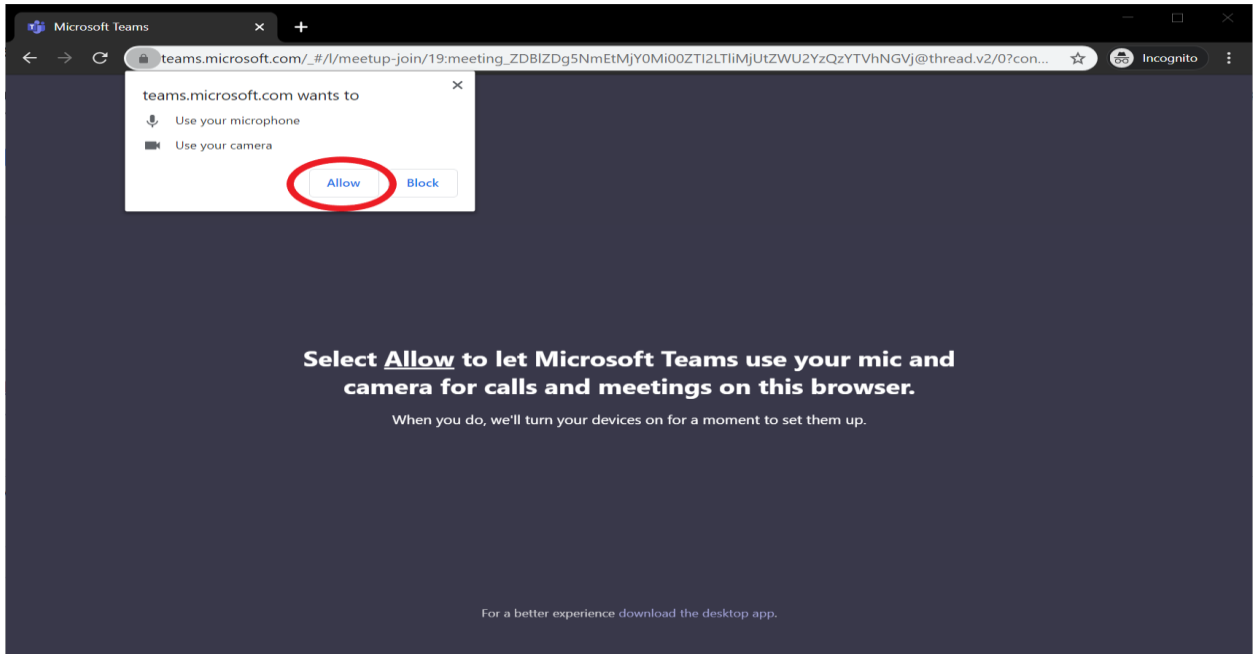 Microsoft Teams
teams.microsoft.com/_#/l/meetup-join/19:meeting_ZDBlZDg5NmEtMjY0Mi00ZTI2LTliMjUtZWU2YzQzYTVhNGVj@thread.v2/0?con...
Incognito
teams.microsoft.com wants to
Use your microphone
Use your camera
Allow Block
Select Allow to let Microsoft Teams use your mic and
camera for calls and meetings on this browser.
When you do, we'll turn your devices on for a moment to set them up.
For a better experience download the desktop app.